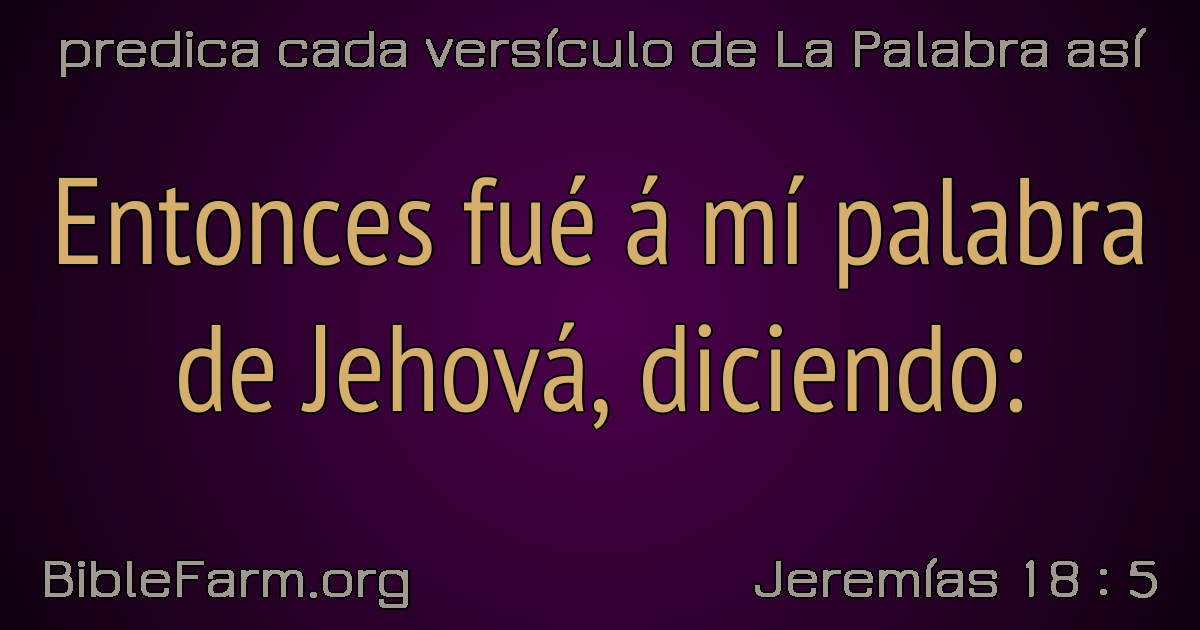 predica cada versículo de La Palabra así
Entonces fué á mí palabra
de Jehová, diciendo:
BibleFarm.org
Jeremías 18 : 5